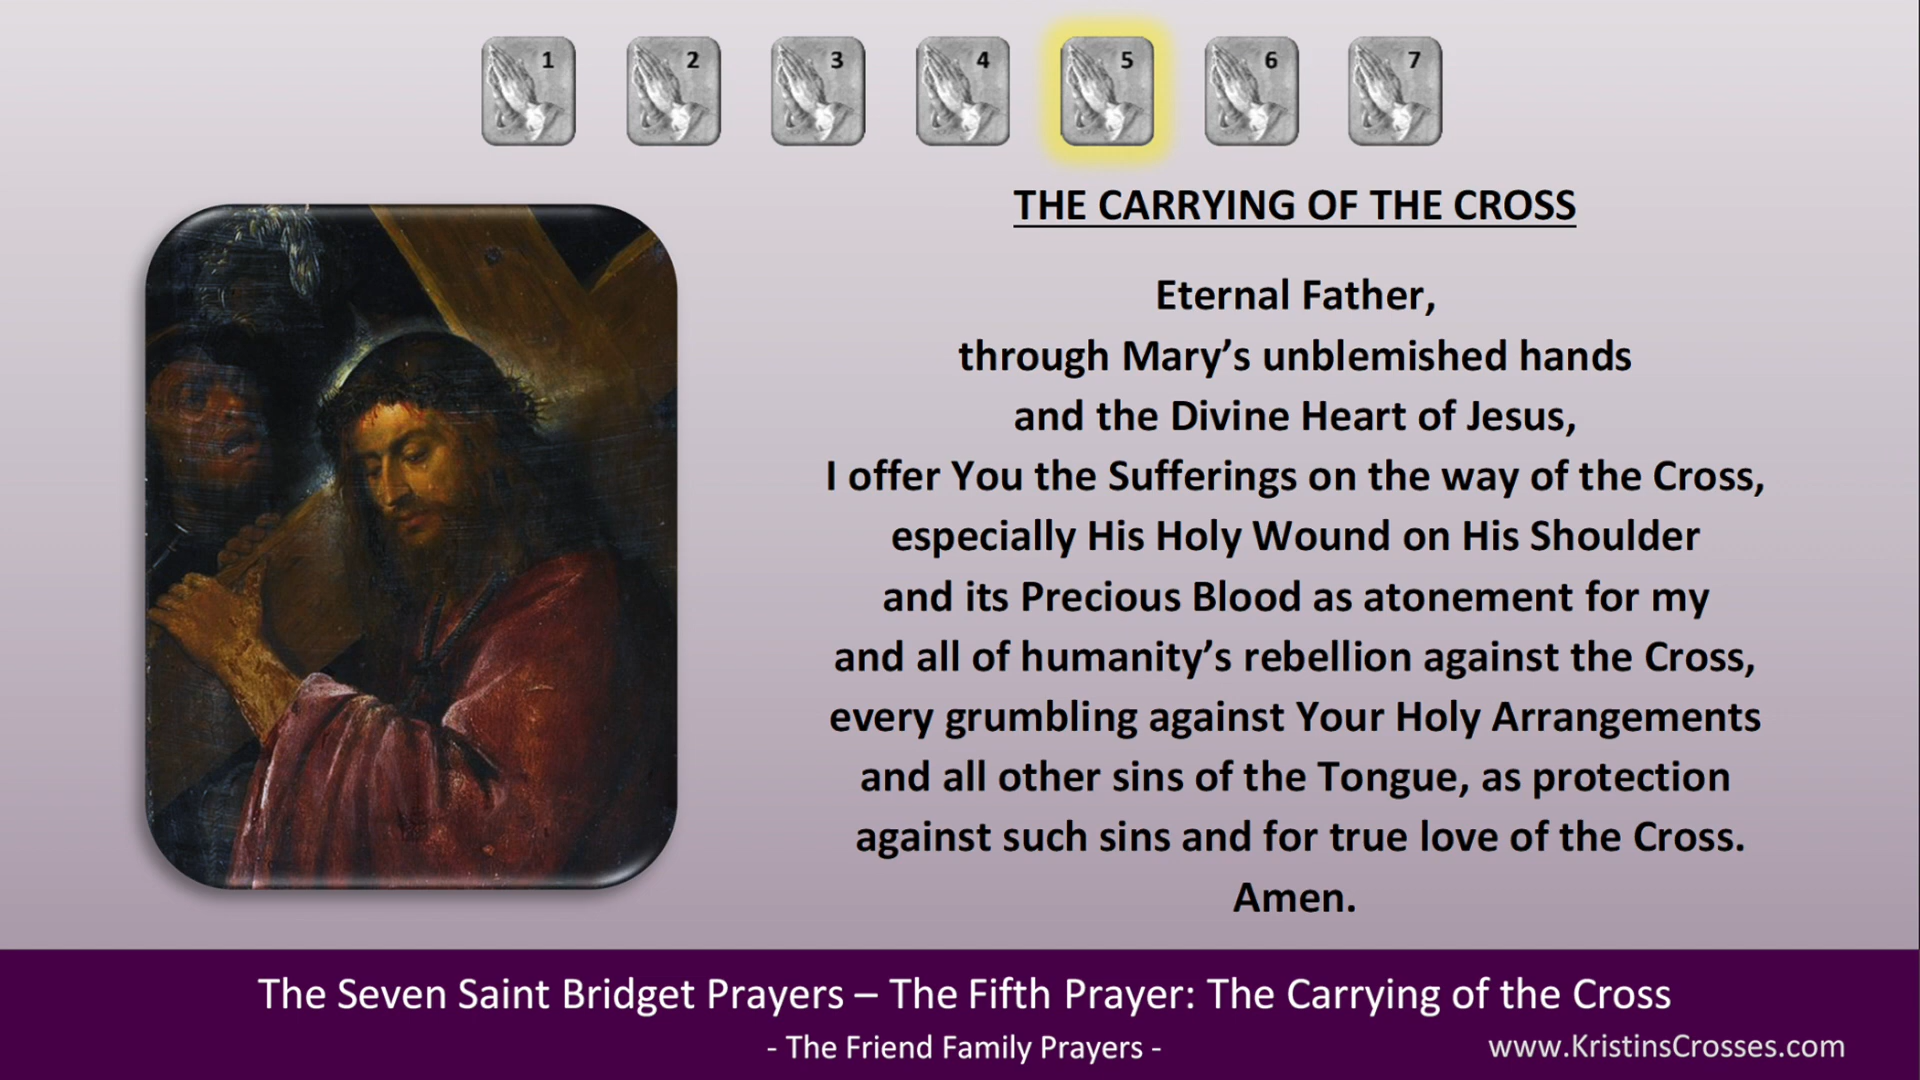 1 2 3 4 5 6 7
THE CARRYING OF THE CROSS
Eternal Father,
through Mary’s unblemished hands
and the Divine Heart of Jesus,
I offer You the Sufferings on the way of the Cross,
especially His Holy Wound on His Shoulder
and its Precious Blood as atonement for my
and all of humanity’s rebellion against the Cross,
every grumbling against Your Holy Arrangements
and all other sins of the Tongue, as protection
against such sins and for true love of the Cross.
Amen.
The Seven Saint Bridget Prayers – The Fifth Prayer: The Carrying of the Cross
- The Friend Family Prayers -
www.KristinsCrosses.com